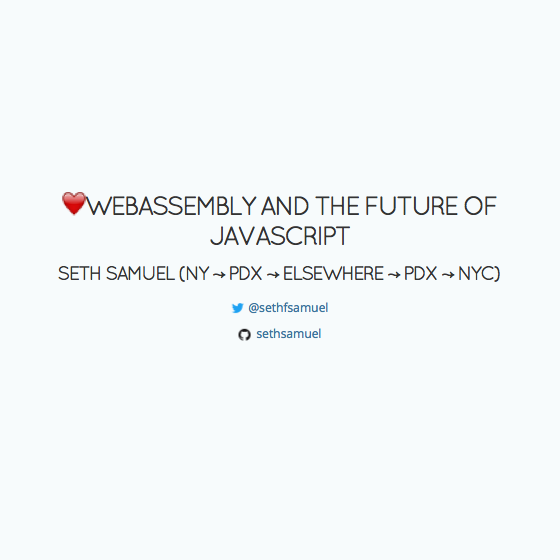 ❤️WEBASSEMBLY AND THE FUTURE OF
JAVASCRIPT
SETH SAMUEL (NY → PDX → ELSEWHERE → PDX → NYC)
@sethfsamuel
sethsamuel